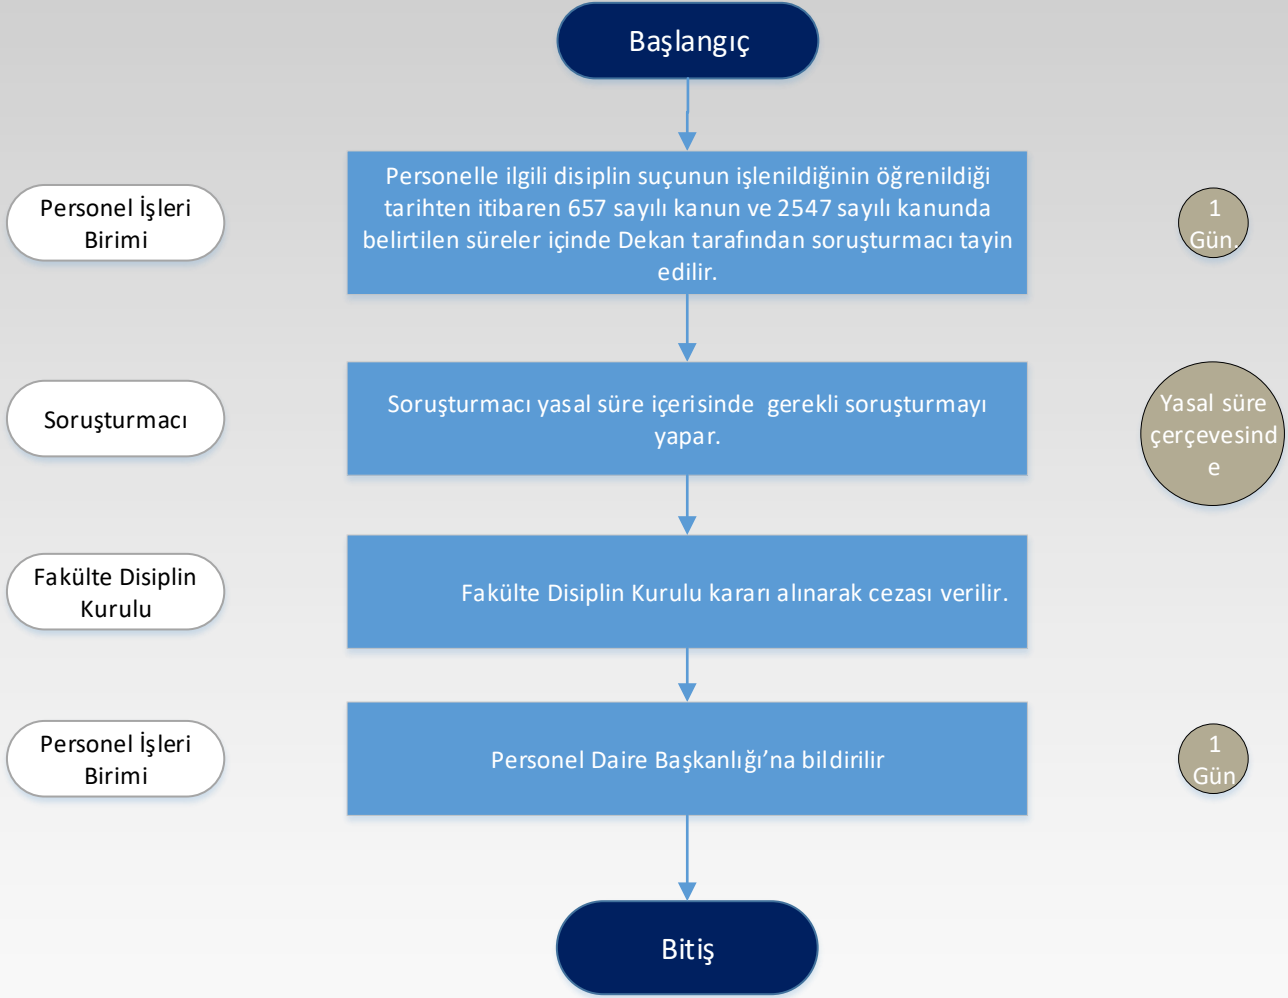 Başlangıç
Personel İşleri
Birimi
Personelle ilgili disiplin suçunun işlenildiğinin öğrenildiği
tarihten itibaren 657 sayılı kanun ve 2547 sayılı kanunda
belirtilen süreler içinde Dekan tarafından soruşturmacı tayin
edilir.
1
Gün.
Soruşturmacı
Soruşturmacı yasal süre içerisinde gerekli soruşturmayı
yapar.
Yasal süre
çerçevesind
e
Fakülte Disiplin
Kurulu
Fakülte Disiplin Kurulu kararı alınarak cezası verilir.
Personel İşleri
Birimi
Personel Daire Başkanlığı’na bildirilir
1
Gün
Bitiş